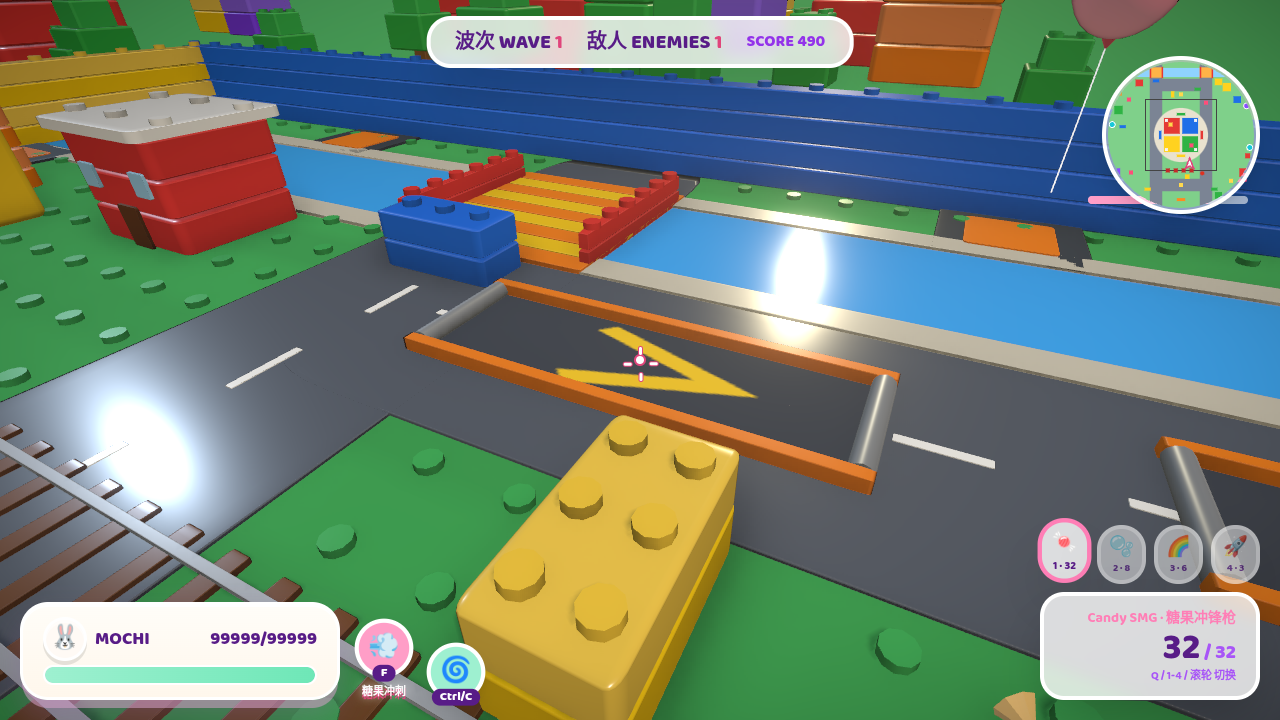 波次 WAVE 1 敌人 ENEMIES 1 SCORE 490
1·32
2·8
3·6
4·3
MOCHI 99999/99999
F
糖果冲刺
Ctrl/C
Candy SMG · 糖果冲锋枪
32 / 32
Q / 1-4 / 滚轮 切换